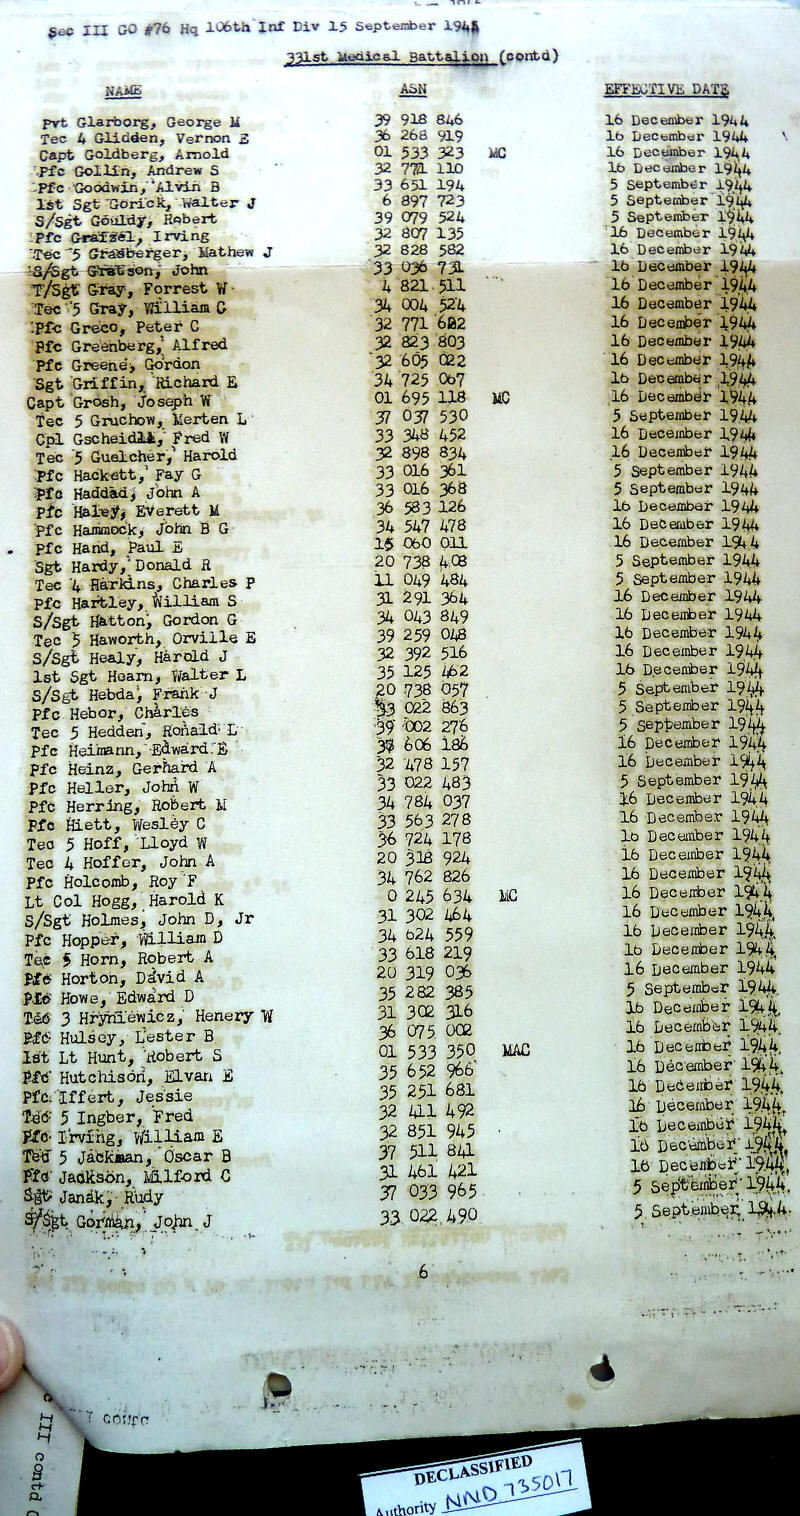 Sec III GO #76 Hq 106th Inf Div 15 September 1945
331st Medical Battalion (contd)
NAME ASN EFFECTIVE DATE
Pvt Glarborg, George M 39 918 846 16 December 1944
Tec 4 Glidden, Vernon E 36 268 919 16 December 1944
Capt Goldberg, Arnold 01 533 323 MC 16 December 1944
Pfc Gollin, Andrew S 32 771 110 16 December 1944
Pfc Goodwin, Alvin B 33 651 194 5 September 1944
1st Sgt Gorick, Walter J 6 897 723 5 September 1944
S/Sgt Gouldy, Robert 39 079 524 5 September 1944
Pfc Grafzel, Irving 32 807 135 16 December 1944
Tec 5 Grasberger, Mathew J 32 828 582 16 December 1944
S/Sgt Gratson, John 33 036 731 16 December 1944
T/Sgt Gray, Forrest W 4 821 511 16 December 1944
Tec 5 Gray, William G 34 004 524 16 December 1944
Pfc Greco, Peter C 32 771 682 16 December 1944
Pfc Greenberg, Alfred 32 823 803 16 December 1944
Pfc Greene, Gordon 32 605 022 16 December 1944
Sgt Griffin, Richard E 34 725 067 16 December 1944
Capt Grosh, Joseph W 01 695 118 MC 16 December 1944
Tec 5 Gruchow, Merten L 37 037 530 5 September 1944
Cpl Gscheidle, Fred W 33 348 452 16 December 1944
Tec 5 Guelcher, Harold 32 898 834 16 December 1944
Pfc Hackett, Fay G 33 016 361 5 September 1944
Pfc Haddad, John A 33 016 368 5 September 1944
Pfc Haley, Everett M 36 583 126 16 December 1944
Pfc Hammock, John B G 34 547 478 16 December 1944
Pfc Hand, Paul E 15 060 011 16 December 1944
Sgt Hardy, Donald R 20 738 408 5 September 1944
Tec 4 Harkins, Charles P 11 049 484 5 September 1944
Pfc Hartley, William S 31 291 364 16 December 1944
S/Sgt Hatton, Gordon G 34 043 849 16 December 1944
Tec 5 Haworth, Orville E 39 259 048 16 December 1944
S/Sgt Healy, Harold J 32 392 516 16 December 1944
1st Sgt Hearn, Walter L 35 125 462 16 December 1944
S/Sgt Hebda, Frank J 20 738 057 5 September 1944
Pfc Hebor, Charles 33 022 863 5 September 1944
Tec 5 Hedden, Ronald L 39 002 276 5 September 1944
Pfc Heimann, Edward E 606 186 16 December 1944
Pfc Heinz, Gerhard A 32 478 157 16 December 1944
Pfc Heller, John W 33 022 483 5 September 1944
Pfc Herring, Robert M 34 784 037 16 December 1944
Pfc Hiett, Wesley C 33 563 278 16 December 1944
Tec 5 Hoff, Lloyd W 36 724 178 16 December 1944
Tec 4 Hoffer, John A 20 318 924 16 December 1944
Pfc Holcomb, Roy F 34 762 826 16 December 1944
Lt Col Hogg, Harold K 0 245 634 MC 16 December 1944
S/Sgt Holmes, John D, Jr 31 302 464 16 December 1944
Pfc Hopper, William D 34 624 559 16 December 1944
Tec 5 Horn, Robert A 33 618 219 16 December 1944
Pfc Horton, David A 20 319 036 16 December 1944
Pfc Howe, Edward D 35 282 385 5 September 1944
Tec 3 Hryniewicz, Henery W 31 302 316 16 December 1944
Pfc Hulsey, Lester B 36 075 002 16 December 1944
1st Lt Hunt, Robert S 01 533 350 MAC 16 December 1944
Pfc Hutchison, Elvan E 35 652 966 16 December 1944
Pfc Iffert, Jessie 35 251 681 16 December 1944
Tec 5 Ingber, Fred 32 411 492 16 December 1944
Pfc Irving, William E 32 851 945 16 December 1944
Tec 5 Jackman, Oscar B 37 511 841 16 December 1944
Pfc Jackson, Milford C 31 461 421 16 December 1944
Sgt Janak, Rudy 37 033 965 5 September 1944
S/Sgt Gorman, John J 33 022 490 5 September 1944
6
III contd
DECLASSIFIED
Authority NND 735017